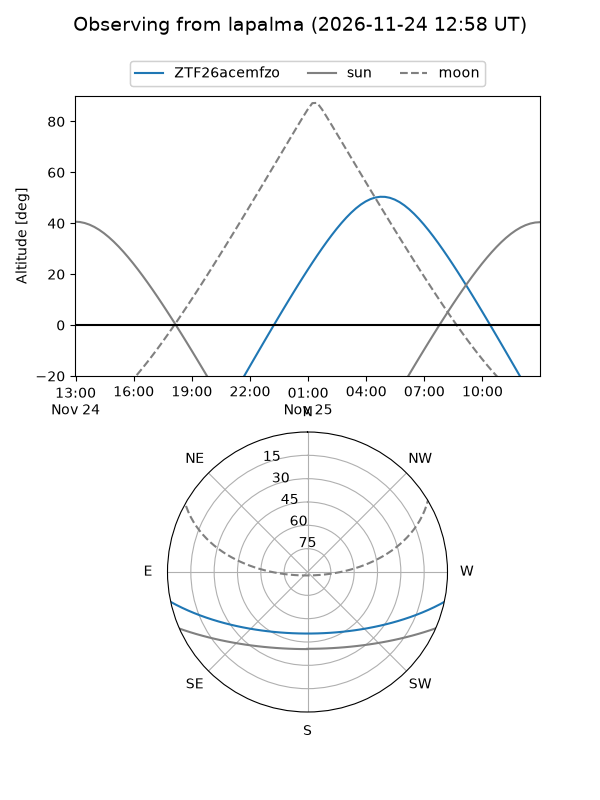 Observing from lapalma (2026-11-24 12:58 UT)
ZTF26acemfzo sun moon
Altitude [deg]
80
60
40
20
0
−20
13:00 16:00 19:00 22:00 01:00 04:00 07:00 10:00
Nov 24 Nov 25
N
NE NW
15
30
45
60
75
E W
SE SW
S